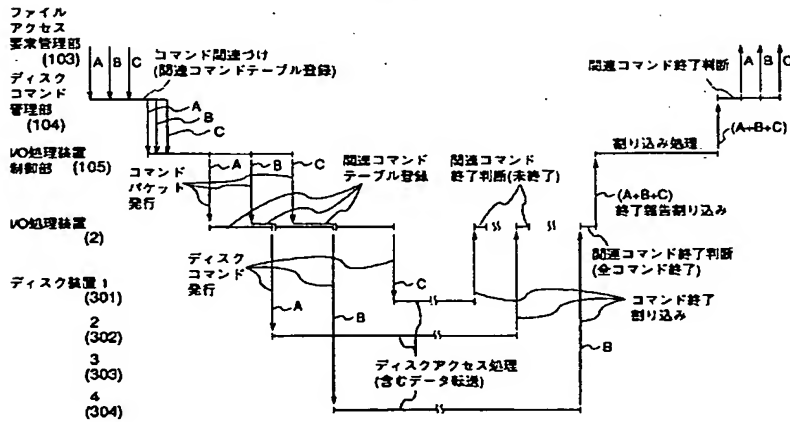 ファイル
アクセス
要求管理部
(103)
ディスク
コマンド
管理部
(104)
I/O処理装置
制御部 (105)
I/O処理装置
(2)
ディスク装置 1
(301)
2
(302)
3
(303)
4
(304)
A B C
コマンド関連づけ
(関連コマンドテーブル登録)
A
B
C
A B C
コマンド
パケット
発行
関連コマンド
テーブル登録
ディスク
コマンド
発行
A
B
C
ディスクアクセス処理
(含むデータ転送)
関連コマンド
終了判断(未終了)
関連コマンド終了判断
A B C
(A+B+C)
割り込み処理
(A+B+C)
終了報告割り込み
関連コマンド終了判断
(全コマンド終了)
コマンド終了
割り込み
B